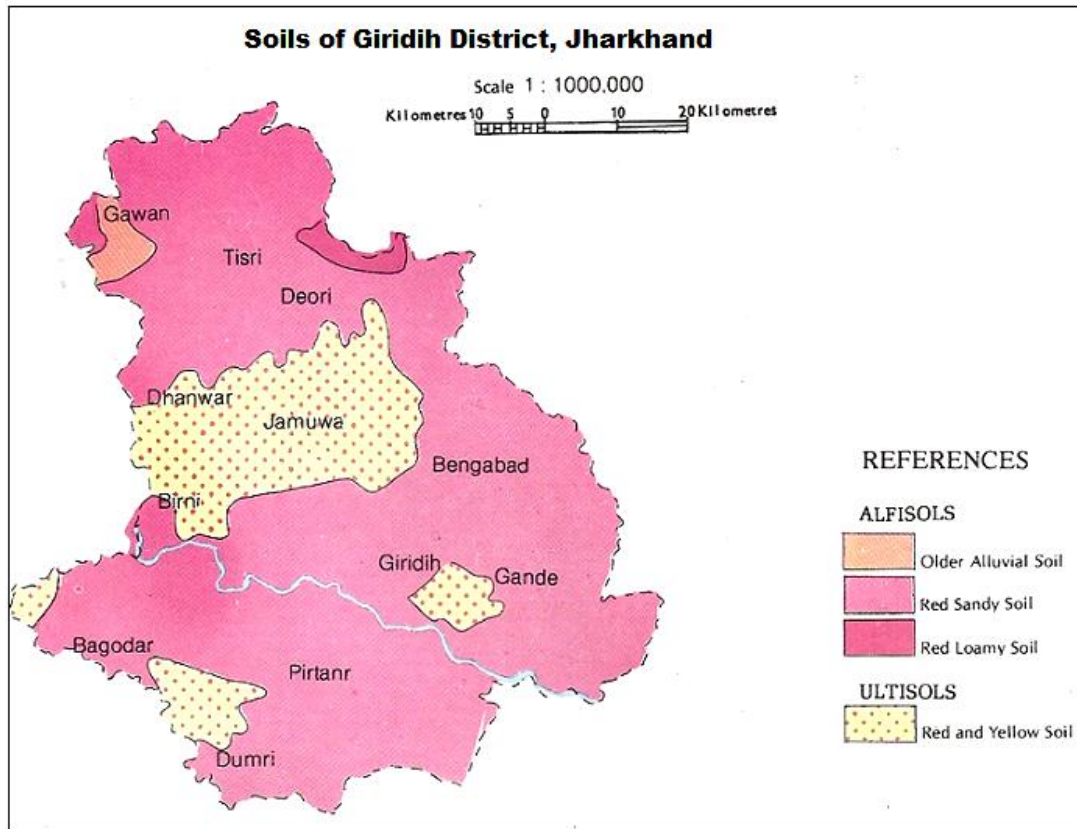 Soils of Giridih District, Jharkhand
Scale 1 : 1000,000
Kilometres 10 5 0 10 20 Kilometres
Gawan
Tisri
Deori
Dhanwar
Jamuwa
Bengabad
Birni
Giridih
Gande
Bagodar
Pirtanr
Dumri
REFERENCES
ALFISOLS
Older Alluvial Soil
Red Sandy Soil
Red Loamy Soil
ULTISOLS
Red and Yellow Soil